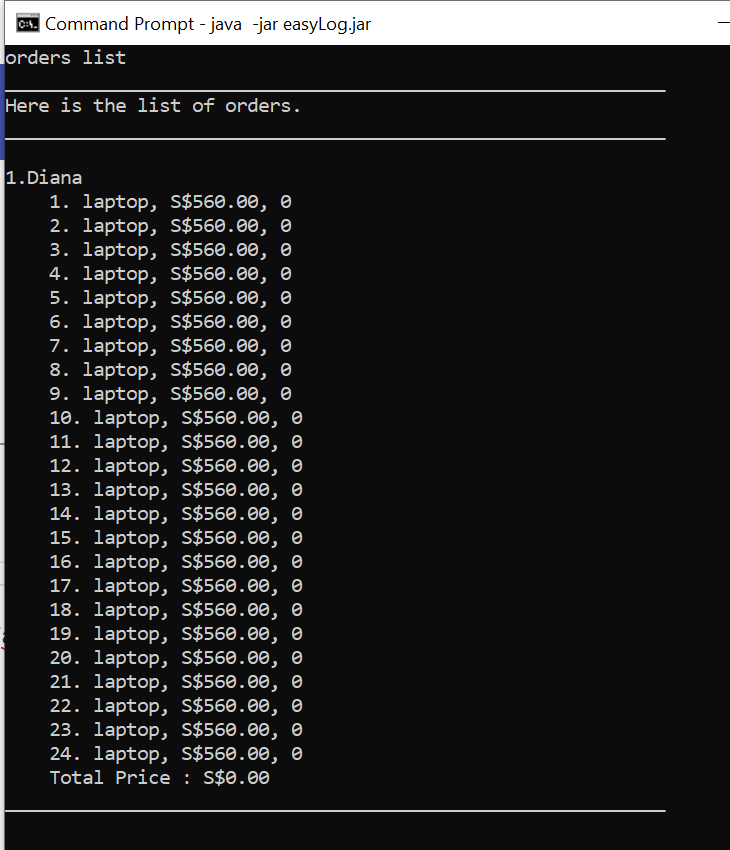 Command Prompt - java  -jar easyLog.jar
orders list
Here is the list of orders.
1.Diana
1. laptop, S$560.00, 0
2. laptop, S$560.00, 0
3. laptop, S$560.00, 0
4. laptop, S$560.00, 0
5. laptop, S$560.00, 0
6. laptop, S$560.00, 0
7. laptop, S$560.00, 0
8. laptop, S$560.00, 0
9. laptop, S$560.00, 0
10. laptop, S$560.00, 0
11. laptop, S$560.00, 0
12. laptop, S$560.00, 0
13. laptop, S$560.00, 0
14. laptop, S$560.00, 0
15. laptop, S$560.00, 0
16. laptop, S$560.00, 0
17. laptop, S$560.00, 0
18. laptop, S$560.00, 0
19. laptop, S$560.00, 0
20. laptop, S$560.00, 0
21. laptop, S$560.00, 0
22. laptop, S$560.00, 0
23. laptop, S$560.00, 0
24. laptop, S$560.00, 0
Total Price : S$0.00